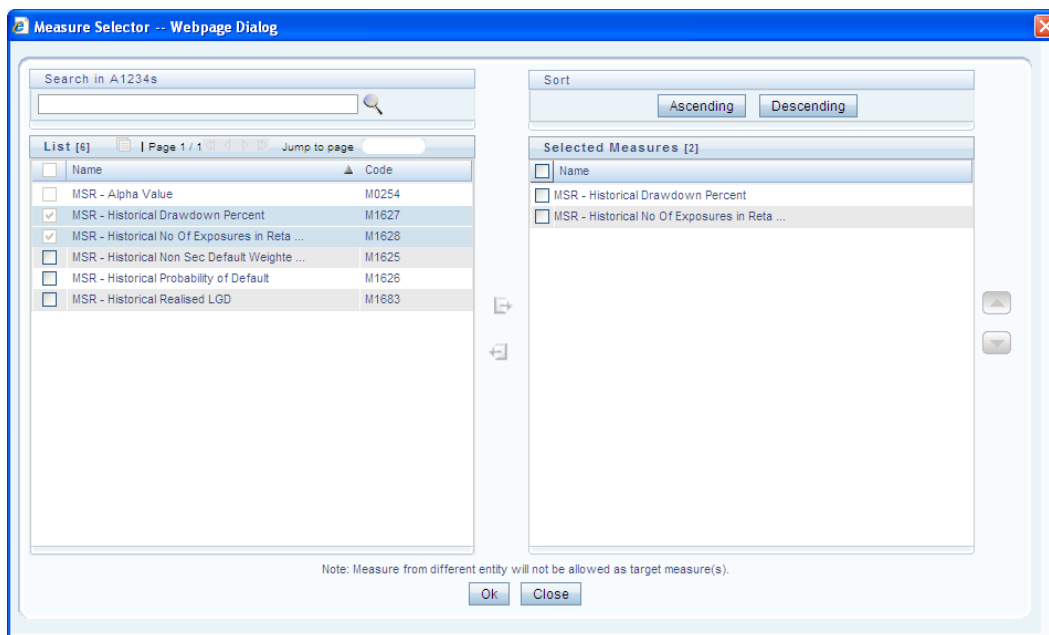 Measure Selector -- Webpage Dialog
Search in A1234s
Sort
Ascending
Descending
List [6] | Page 1 / 1 Jump to page
Name Code
MSR - Alpha Value M0254
MSR - Historical Drawdown Percent M1627
MSR - Historical No Of Exposures in Reta ... M1628
MSR - Historical Non Sec Default Weighte ... M1625
MSR - Historical Probability of Default M1626
MSR - Historical Realised LGD M1683
Selected Measures [2]
Name
MSR - Historical Drawdown Percent
MSR - Historical No Of Exposures in Reta ...
Note: Measure from different entity will not be allowed as target measure(s).
Ok
Close